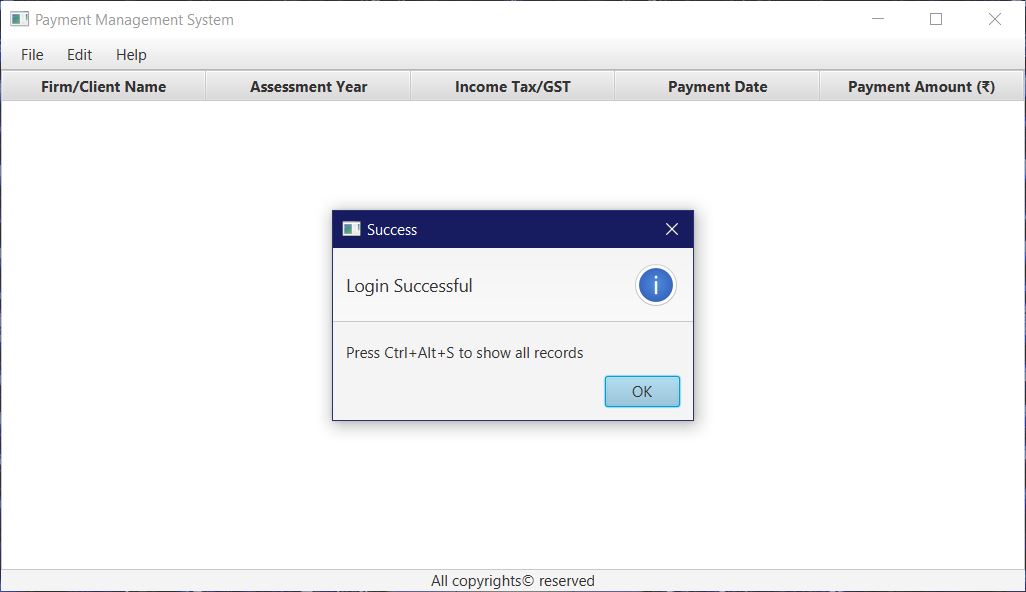 Payment Management System
File Edit Help
Firm/Client Name Assessment Year Income Tax/GST Payment Date Payment Amount (₹)
Success
Login Successful
i
Press Ctrl+Alt+S to show all records
OK
All copyrights© reserved